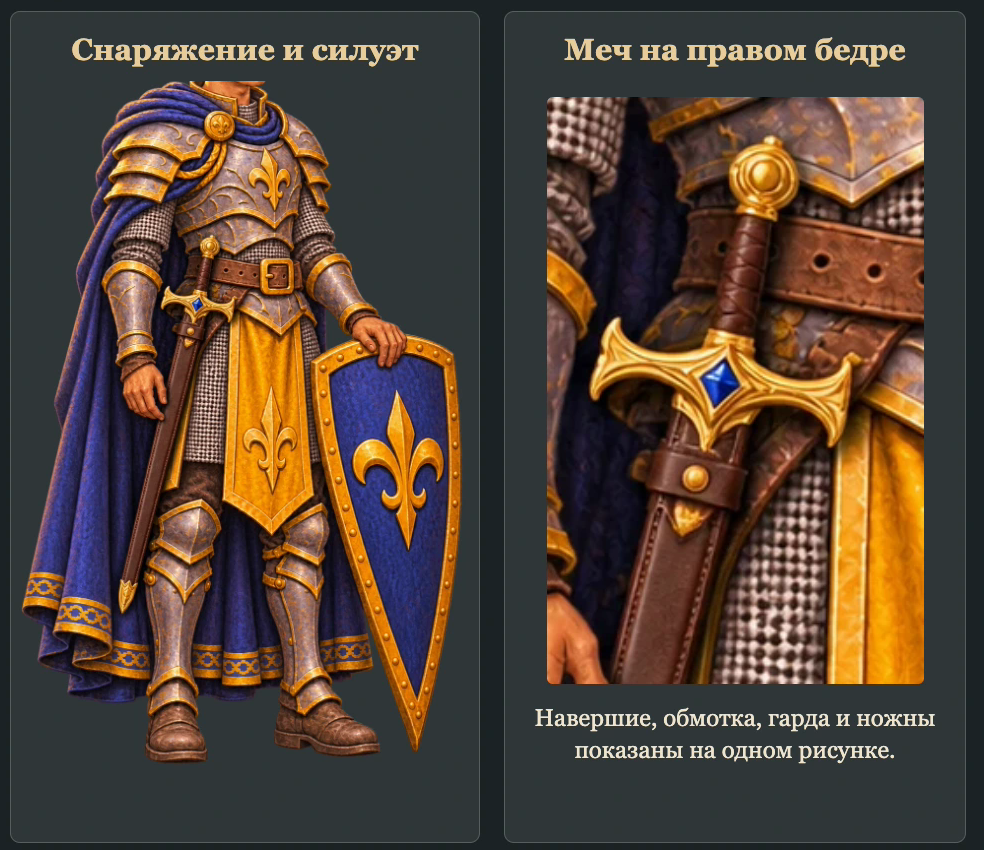 Снаряжение и силуэт
Меч на правом бедре
Навершие, обмотка, гарда и ножны
показаны на одном рисунке.